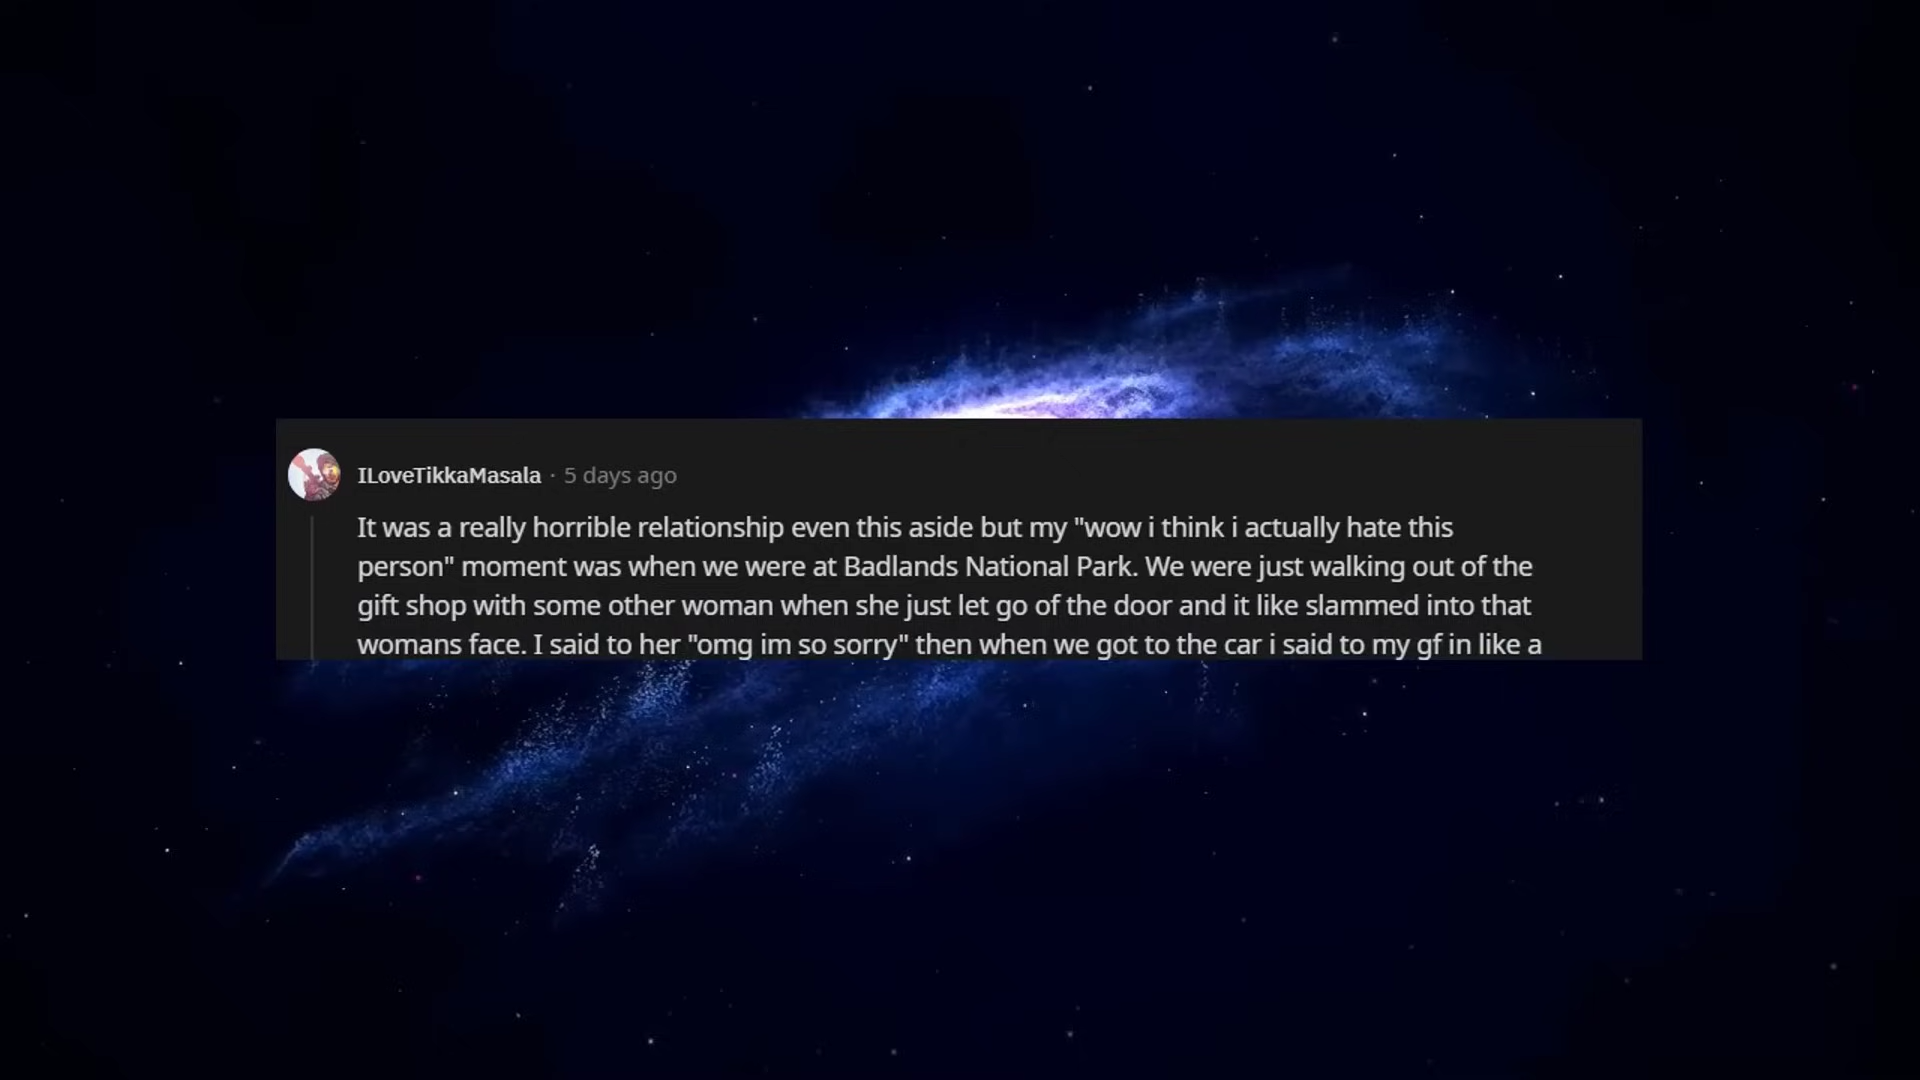 ILoveTikkaMasala · 5 days ago
It was a really horrible relationship even this aside but my "wow i think i actually hate this
person" moment was when we were at Badlands National Park. We were just walking out of the
gift shop with some other woman when she just let go of the door and it like slammed into that
womans face. I said to her "omg im so sorry" then when we got to the car i said to my gf in like a